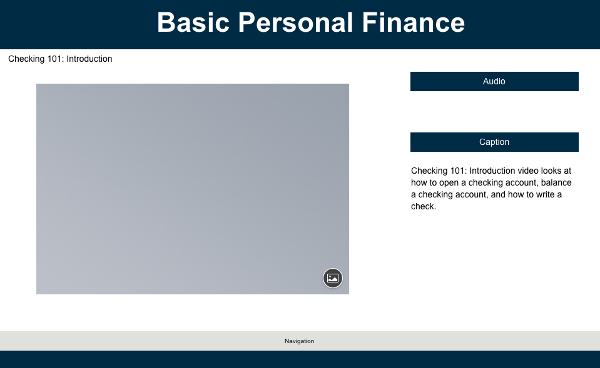 Basic Personal Finance
Checking 101: Introduction
Audio
Caption
Checking 101: Introduction video looks at
how to open a checking account, balance
a checking account, and how to write a
check.
Navigation